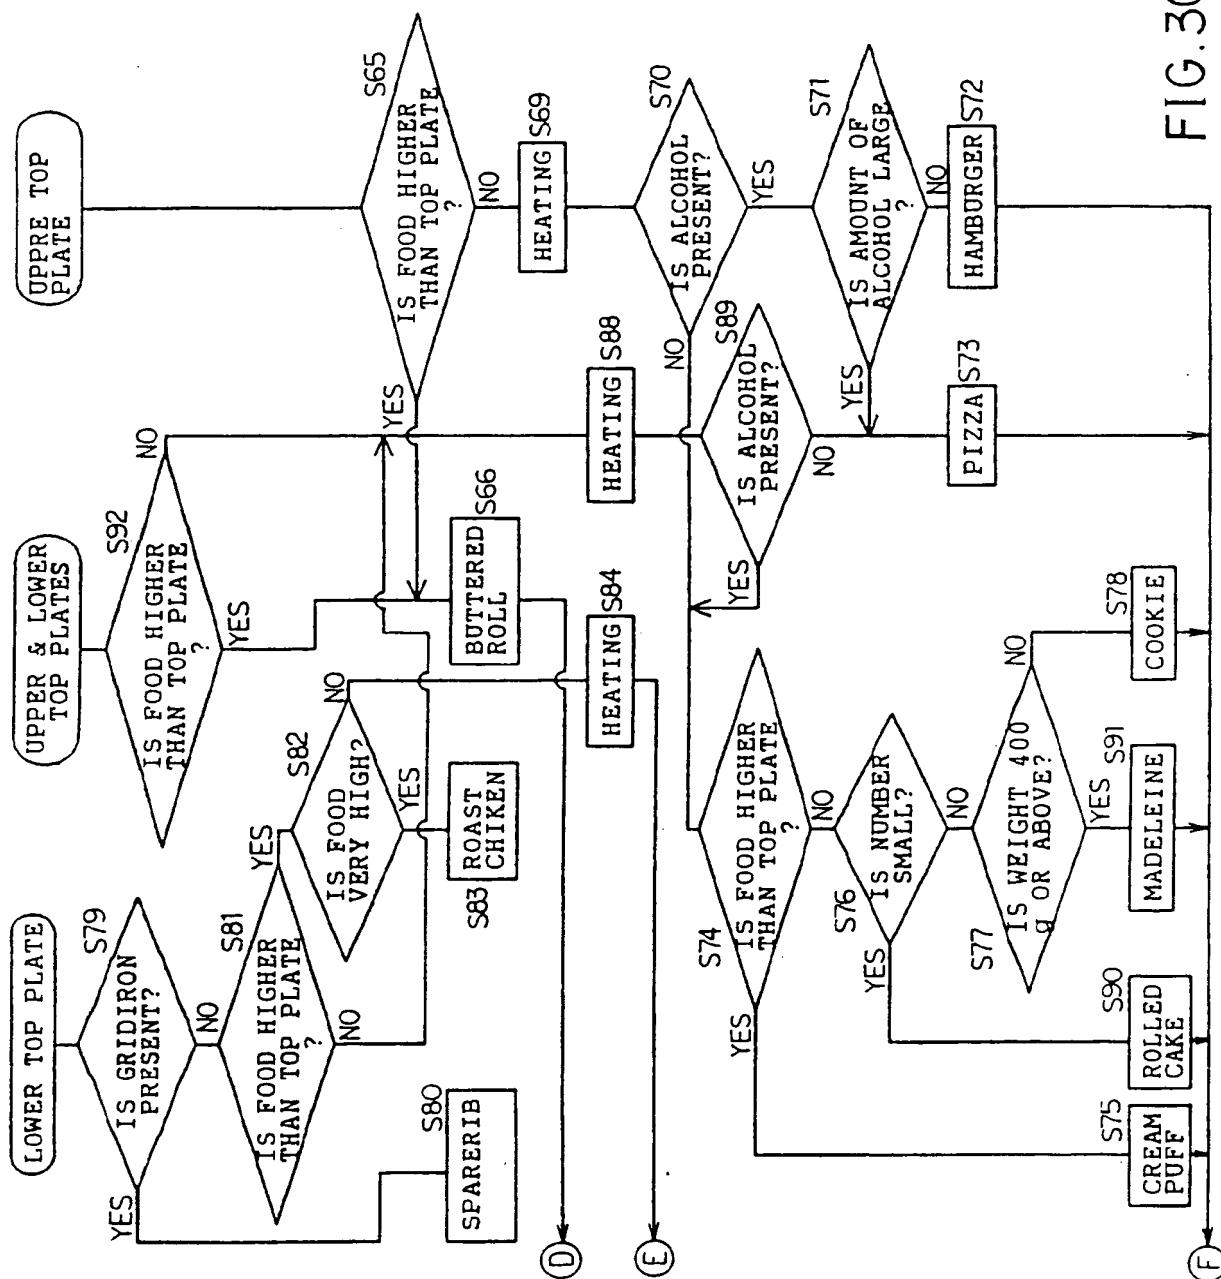 LOWER TOP PLATE
S79
IS GRIDIRON
PRESENT?
YES
NO
S81
IS FOOD HIGHER
THAN TOP PLATE
?
YES
NO
S80
SPARERIB
S82
IS FOOD
VERY HIGH?
NO
YES
S83
ROAST
CHIKEN
S84
HEATING
UPPER & LOWER
TOP PLATES
S92
IS FOOD HIGHER
THAN TOP PLATE
?
NO
YES
S66
BUTTERED
ROLL
S88
HEATING
S89
IS ALCOHOL
PRESENT?
YES
NO
UPPRE TOP
PLATE
S65
IS FOOD HIGHER
THAN TOP PLATE
?
YES
NO
S69
HEATING
S70
IS ALCOHOL
PRESENT?
NO
YES
S71
IS AMOUNT OF
ALCOHOL LARGE
?
YES
NO
S72
HAMBURGER
S73
PIZZA
S74
IS FOOD HIGHER
THAN TOP PLATE
?
YES
NO
S76
IS NUMBER
SMALL?
YES
NO
S77
IS WEIGHT 400
g OR ABOVE?
NO
YES
S75
CREAM
PUFF
S90
ROLLED
CAKE
S91
MADELEINE
S78
COOKIE
D
E
F
FIG.30